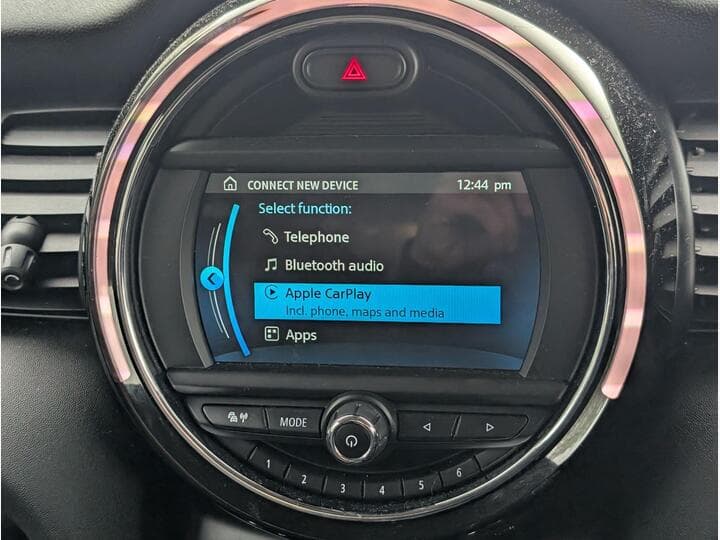 CONNECT NEW DEVICE 12:44 pm
Select function:
Telephone
Bluetooth audio
Apple CarPlay
Incl. phone, maps and media
Apps
MODE
1 2 3 4 5 6